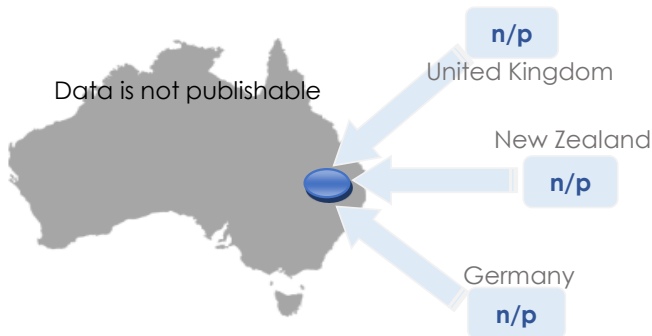 n/p
United Kingdom
Data is not publishable
New Zealand
n/p
Germany
n/p